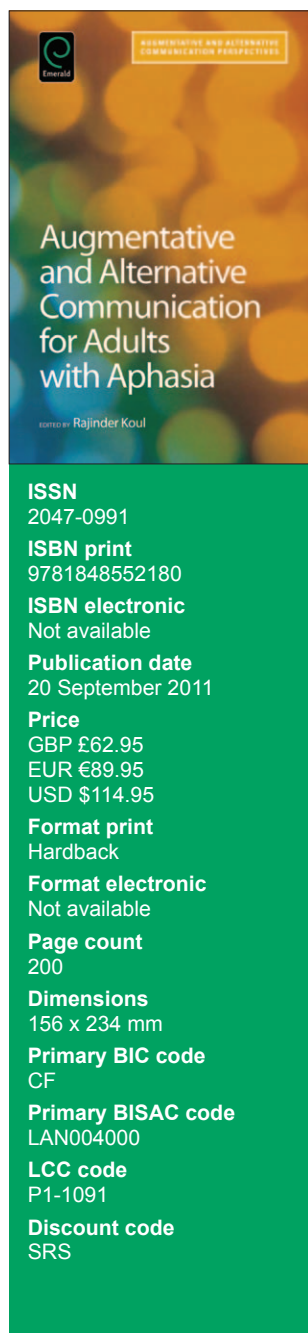 Emerald
AUGMENTATIVE AND ALTERNATIVE
COMMUNICATION PERSPECTIVES
Augmentative
and Alternative
Communication
for Adults
with Aphasia
EDITED BY Rajinder Koul
ISSN
2047-0991
ISBN print
9781848552180
ISBN electronic
Not available
Publication date
20 September 2011
Price
GBP £62.95
EUR €89.95
USD $114.95
Format print
Hardback
Format electronic
Not available
Page count
200
Dimensions
156 x 234 mm
Primary BIC code
CF
Primary BISAC code
LAN004000
LCC code
P1-1091
Discount code
SRS